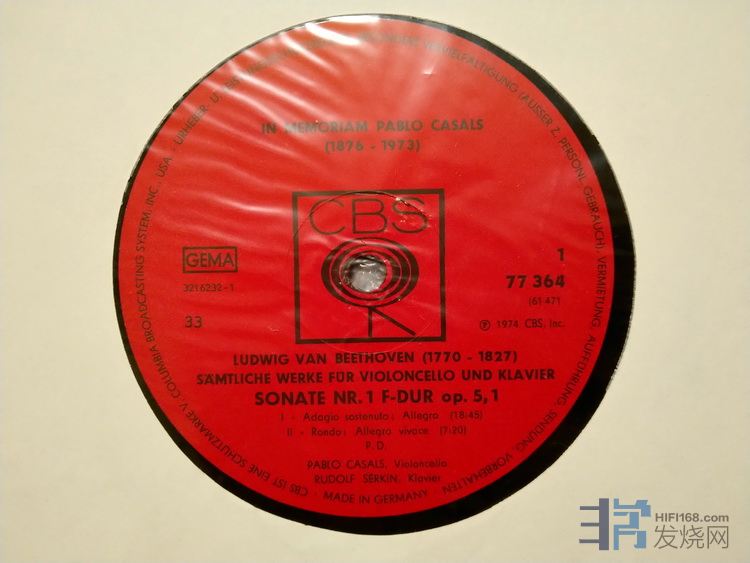 URHEBER- U.
VERVIELFÄLTIGUNG (AUSSER Z. PERSÖNL. GEBRAUCH), VERMIETUNG, AUFFÜHRUNG, SENDUNG VORBEHALTEN
IN MEMORIAM PABLO CASALS
(1876 - 1973)
CBS
GEMA
3216232-1
33
1
77 364
(61 471
℗ 1974 CBS, Inc.
LUDWIG VAN BEETHOVEN (1770 - 1827)
SÄMTLICHE WERKE FÜR VIOLONCELLO UND KLAVIER
SONATE NR. 1 F-DUR op. 5,1
I - Adagio sostenuto; Allegro (18:45)
II - Rondo: Allegro vivace (7:20)
P. D.
PABLO CASALS, Violoncello
RUDOLF SERKIN, Klavier
MADE IN GERMANY
CBS IST EINE SCHUTZMARKE V. COLUMBIA BROADCASTING SYSTEM, INC., USA
HIFI168.com
发烧网